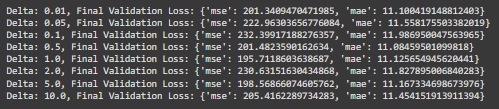 Delta: 0.01, Final Validation Loss: {'mse': 201.3409470471985, 'mae': 11.100419148812403}
Delta: 0.05, Final Validation Loss: {'mse': 222.96303656776084, 'mae': 11.558175503382019}
Delta: 0.1, Final Validation Loss: {'mse': 232.39917188276357, 'mae': 11.986950047563965}
Delta: 0.5, Final Validation Loss: {'mse': 201.4823590162634, 'mae': 11.08459501099818}
Delta: 1.0, Final Validation Loss: {'mse': 195.7118603638687, 'mae': 11.125654945620441}
Delta: 2.0, Final Validation Loss: {'mse': 230.63151630434868, 'mae': 11.827895006840283}
Delta: 5.0, Final Validation Loss: {'mse': 198.56866074605762, 'mae': 11.167334698673976}
Delta: 10.0, Final Validation Loss: {'mse': 205.4162289734283, 'mae': 11.454151913911394}